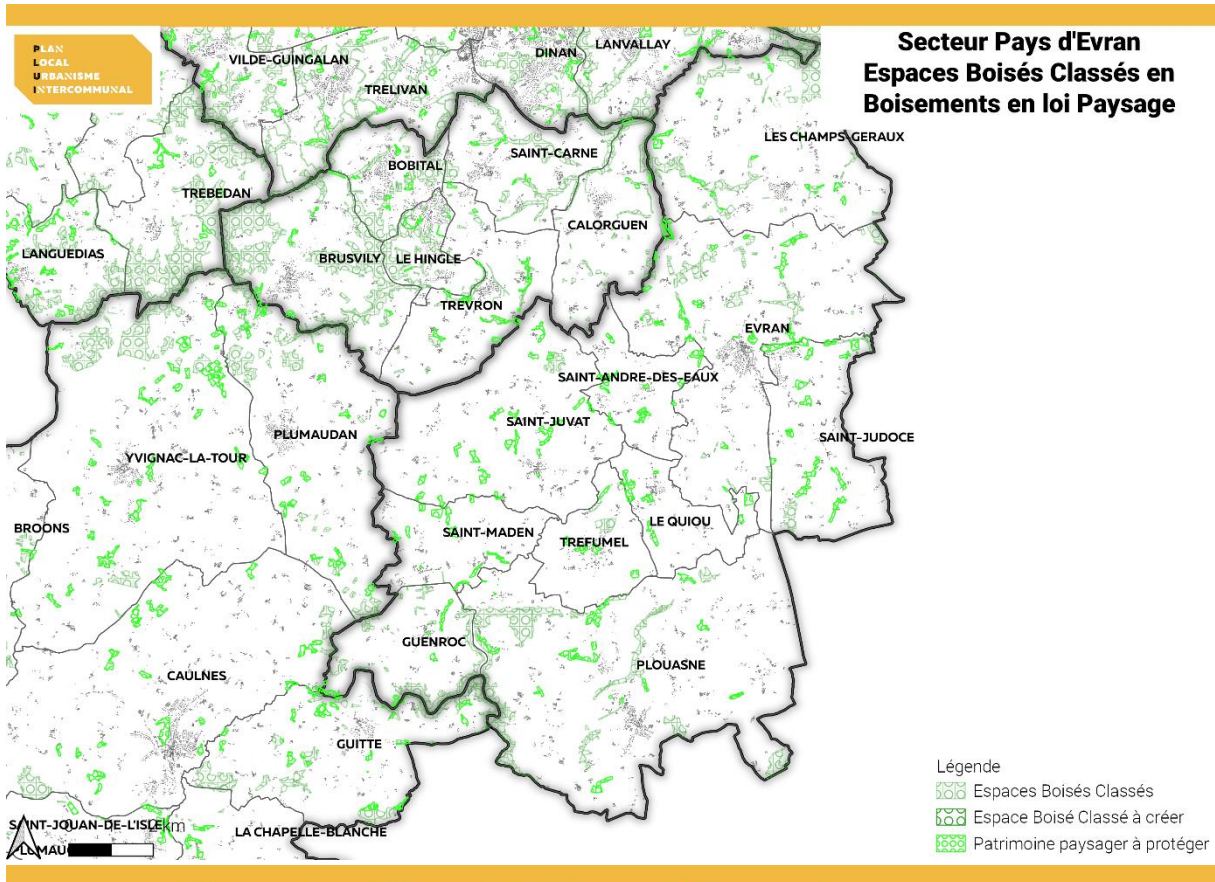 PLAN
LOCAL
URBANISME
INTERCOMMUNAL
Secteur Pays d'Evran
Espaces Boisés Classés en
Boisements en loi Paysage
VILDE-GUINGALAN
DINAN
LANVALLAY
TRELIVAN
LES CHAMPS-GERAUX
SAINT-CARNE
BOBITAL
TREBEDAN
CALORGUEN
LANGUEDIAS
BRUSVILY
LE HINGLE
TREVRON
EVRAN
SAINT-ANDRE-DES-EAUX
SAINT-JUVAT
PLUMAUDAN
SAINT-JUDOCE
YVIGNAC-LA-TOUR
BROONS
SAINT-MADEN
TREFUMEL
LE QUIOU
GUENROC
PLOUASNE
CAULNES
GUITTE
SAINT-JOUAN-DE-L'ISLE
km
LA CHAPELLE-BLANCHE
Légende
Espaces Boisés Classés
Espace Boisé Classé à créer
Patrimoine paysager à protéger